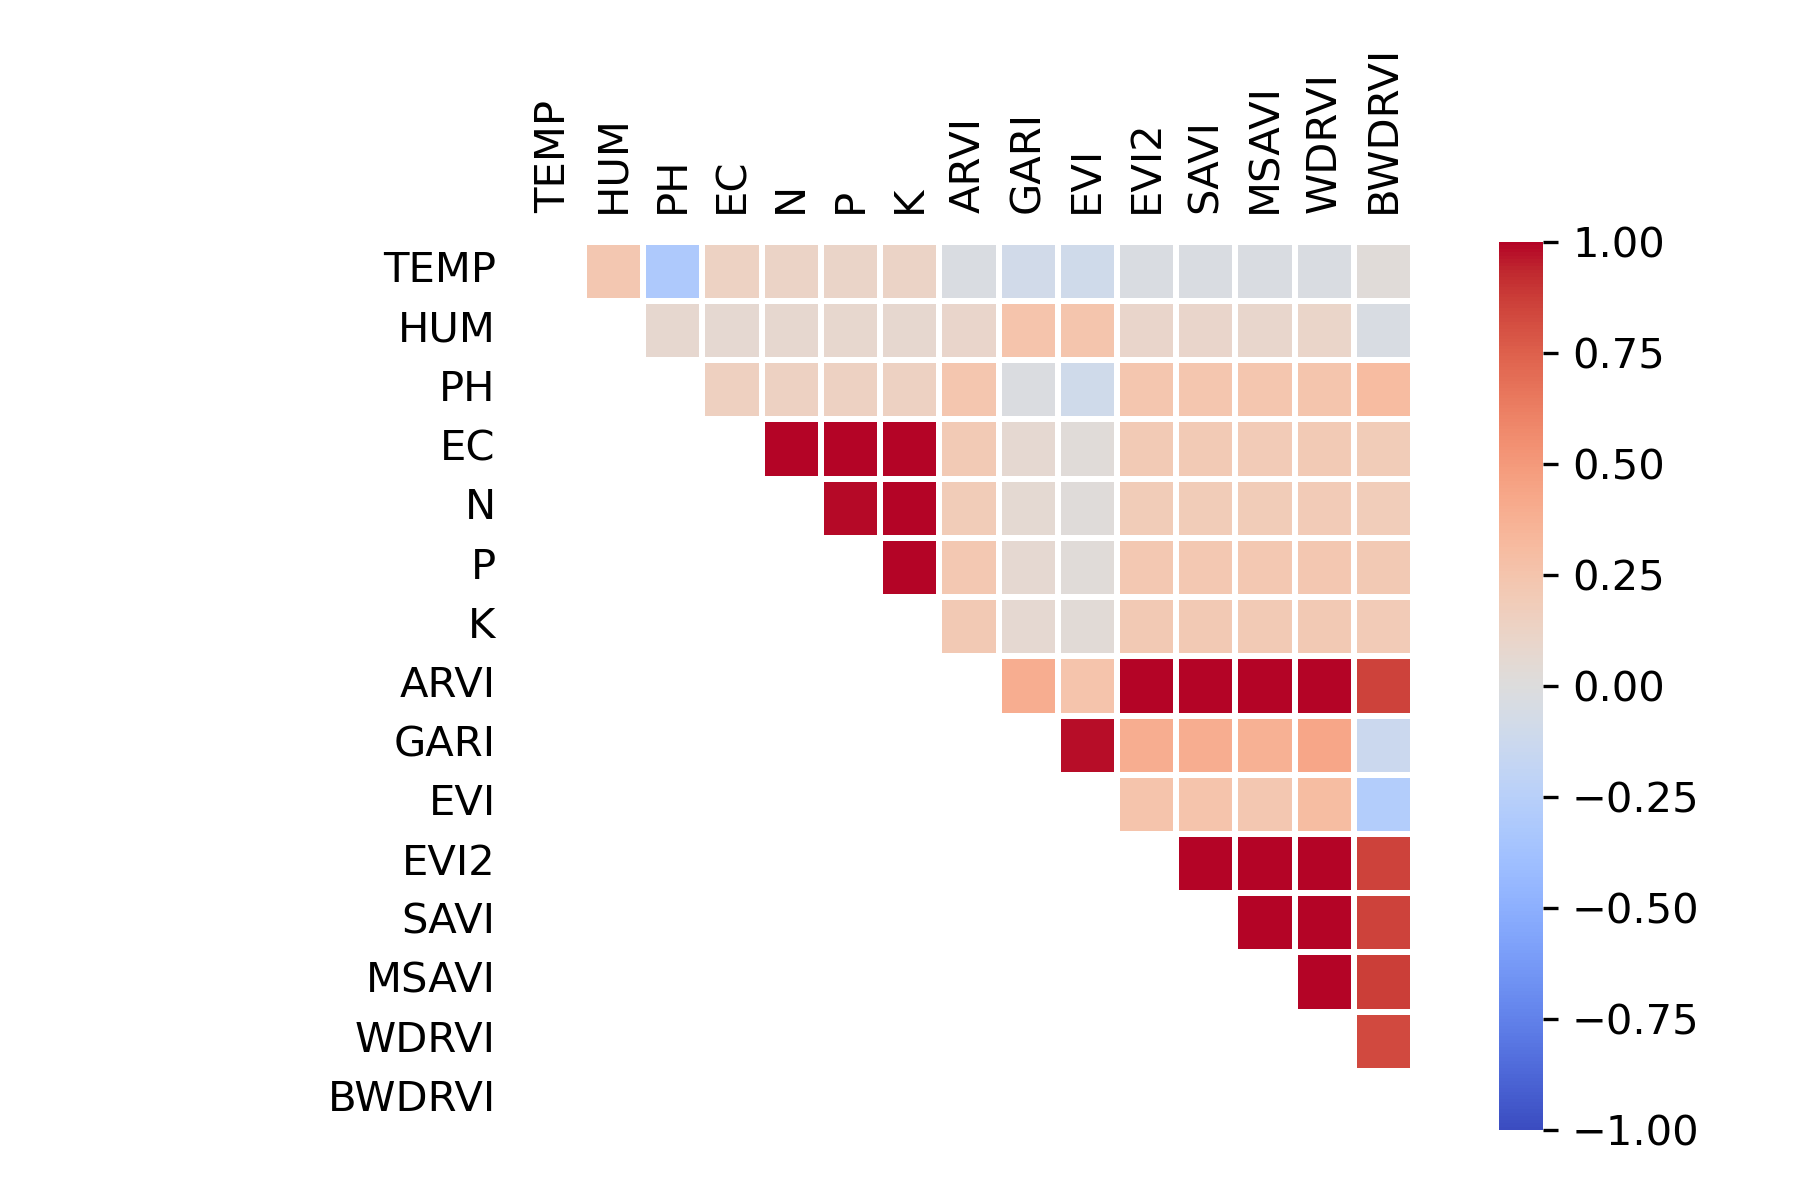 TEMP
HUM
PH
EC
N
P
K
ARVI
GARI
EVI
EVI2
SAVI
MSAVI
WDRVI
BWDRVI
TEMP
HUM
PH
EC
N
P
K
ARVI
GARI
EVI
EVI2
SAVI
MSAVI
WDRVI
BWDRVI
1.00
0.75
0.50
0.25
0.00
−0.25
−0.50
−0.75
−1.00